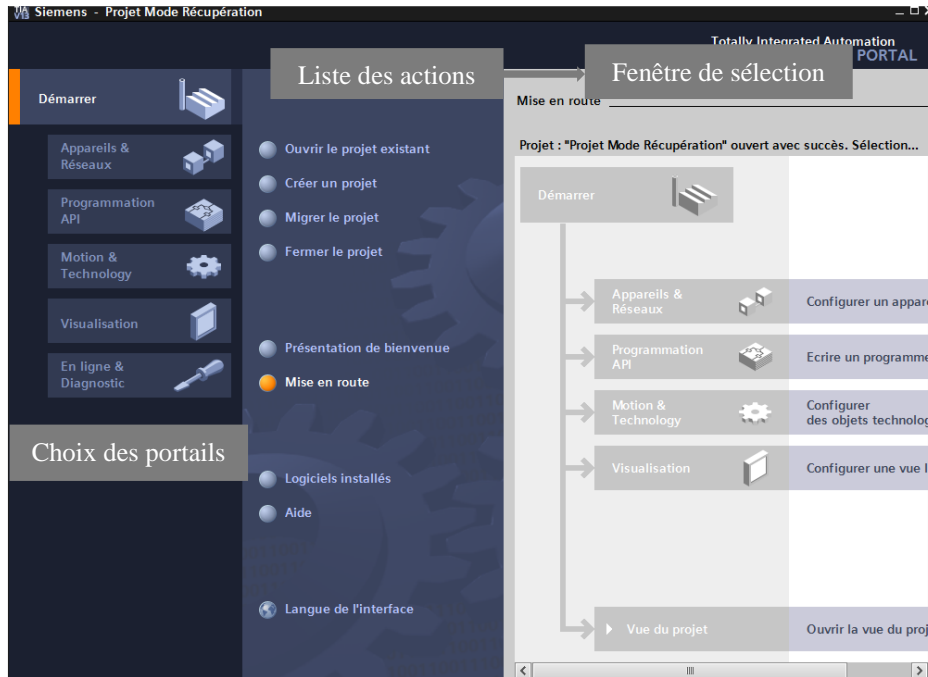 Siemens - Projet Mode Récupération
Totally Integrated Automation
PORTAL
Liste des actions
Fenêtre de sélection
Démarrer
Appareils &
Réseaux
Programmation
API
Motion &
Technology
Visualisation
En ligne &
Diagnostic
Choix des portails
Ouvrir le projet existant
Créer un projet
Migrer le projet
Fermer le projet
Présentation de bienvenue
Mise en route
Logiciels installés
Aide
Langue de l'interface
Mise en route
Projet : "Projet Mode Récupération" ouvert avec succès. Sélection...
Démarrer
Appareils &
Réseaux
Configurer un appare
Programmation
API
Ecrire un programme
Motion &
Technology
Configurer
des objets technolog
Visualisation
Configurer une vue
Vue du projet
Ouvrir la vue du proj